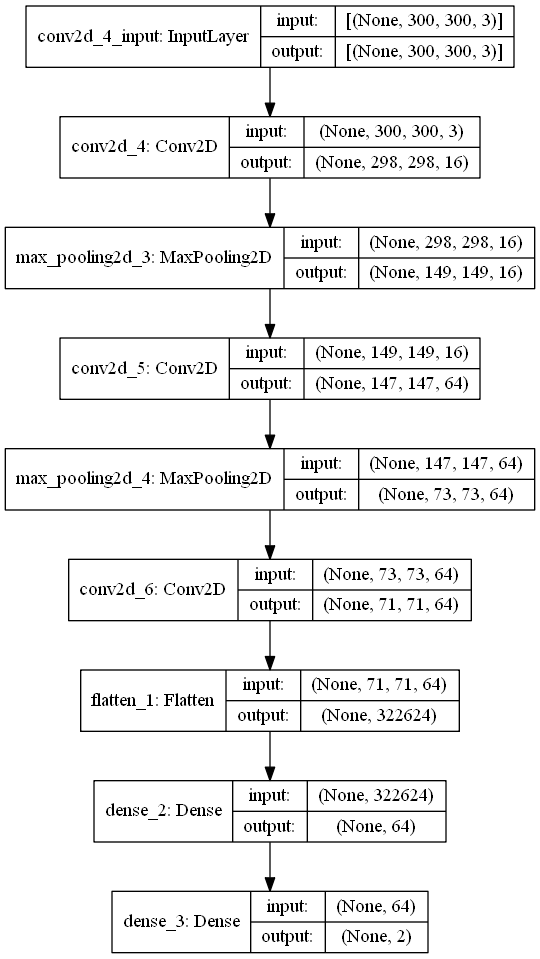 conv2d_4_input: InputLayer
input:
[(None, 300, 300, 3)]
output:
[(None, 300, 300, 3)]
conv2d_4: Conv2D
input:
(None, 300, 300, 3)
output:
(None, 298, 298, 16)
max_pooling2d_3: MaxPooling2D
input:
(None, 298, 298, 16)
output:
(None, 149, 149, 16)
conv2d_5: Conv2D
input:
(None, 149, 149, 16)
output:
(None, 147, 147, 64)
max_pooling2d_4: MaxPooling2D
input:
(None, 147, 147, 64)
output:
(None, 73, 73, 64)
conv2d_6: Conv2D
input:
(None, 73, 73, 64)
output:
(None, 71, 71, 64)
flatten_1: Flatten
input:
(None, 71, 71, 64)
output:
(None, 322624)
dense_2: Dense
input:
(None, 322624)
output:
(None, 64)
dense_3: Dense
input:
(None, 64)
output:
(None, 2)